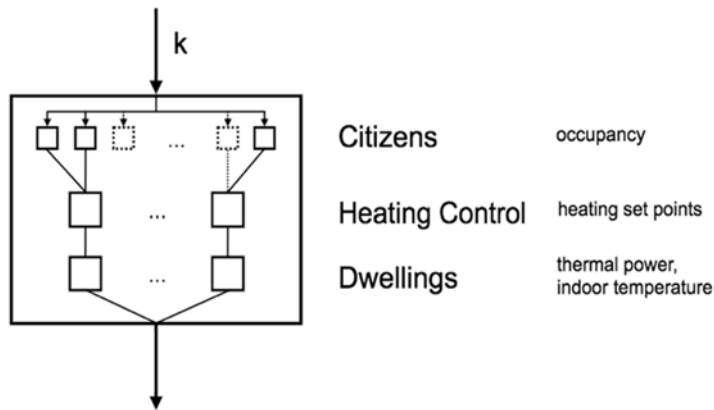 k
Citizens occupancy
... 
Heating Control heating set points
...
Dwellings thermal power,
indoor temperature
...